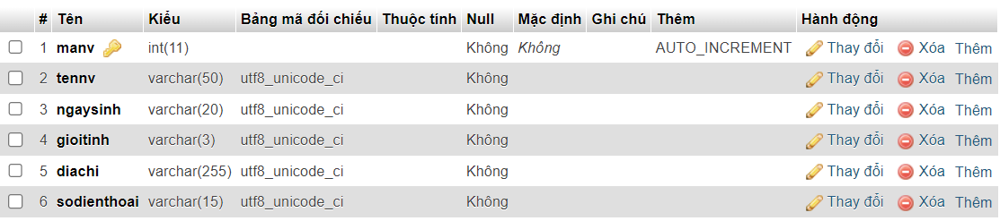 # Tên Kiểu Bảng mã đối chiếu Thuộc tính Null Mặc định Ghi chú Thêm Hành động
1 manv int(11) Không Không AUTO_INCREMENT Thay đổi Xóa Thêm
2 tennv varchar(50) utf8_unicode_ci Không Thay đổi Xóa Thêm
3 ngaysinh varchar(20) utf8_unicode_ci Không Thay đổi Xóa Thêm
4 gioitinh varchar(3) utf8_unicode_ci Không Thay đổi Xóa Thêm
5 diachi varchar(255) utf8_unicode_ci Không Thay đổi Xóa Thêm
6 sodienthoai varchar(15) utf8_unicode_ci Không Thay đổi Xóa Thêm